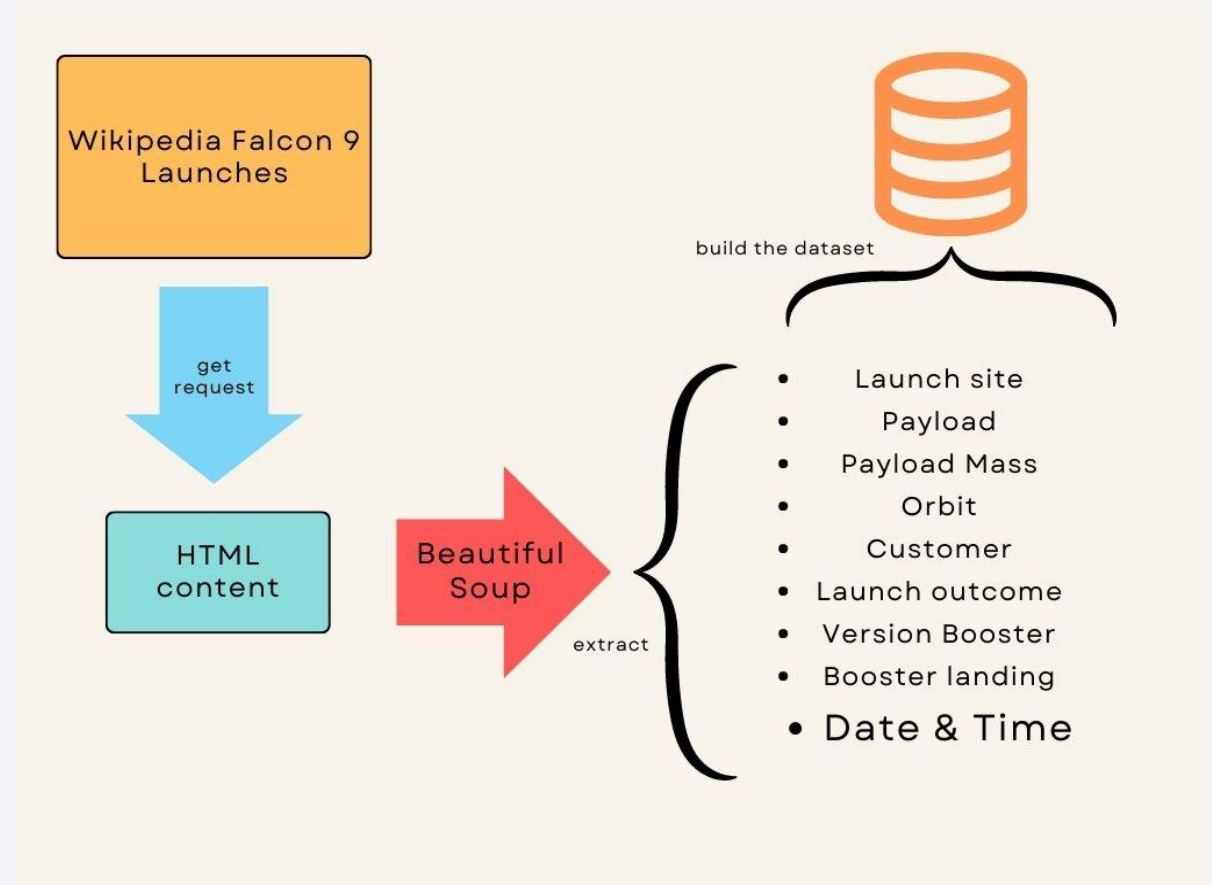 Wikipedia Falcon 9
Launches
get
request
HTML
content
Beautiful
Soup
extract
build the dataset
• Launch site
• Payload
• Payload Mass
• Orbit
• Customer
• Launch outcome
• Version Booster
• Booster landing
• Date & Time